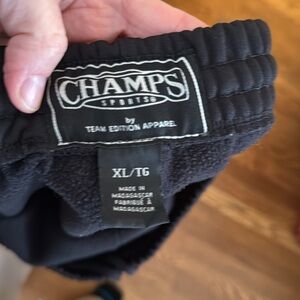 CHAMPS
SPORTS®
by
TEAM EDITION APPAREL
XL/TG
MADE IN
MADAGASCAR
FABRIQUÉ À
MADAGASCAR